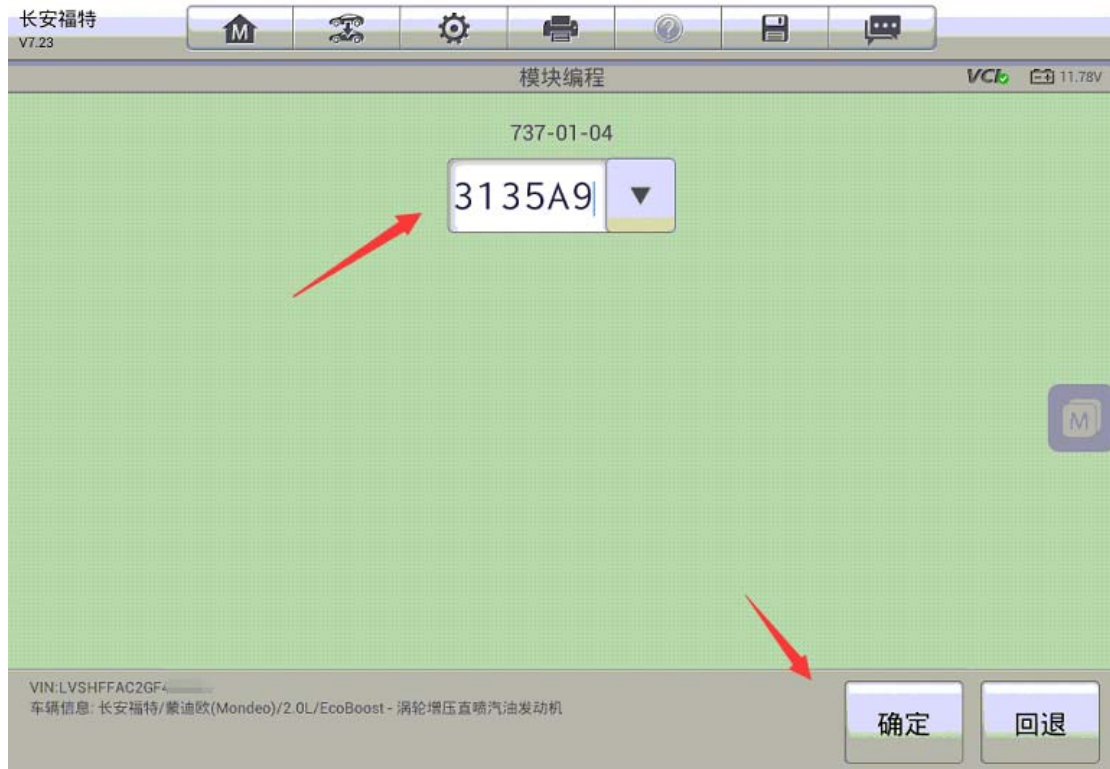 长安福特
V7.23
模块编程
VCI
11.78V
737-01-04
3135A9
M
M
VIN:LVSHFFAC2GF
车辆信息: 长安福特/蒙迪欧(Mondeo)/2.0L/EcoBoost - 涡轮增压直喷汽油发动机
确定
回退